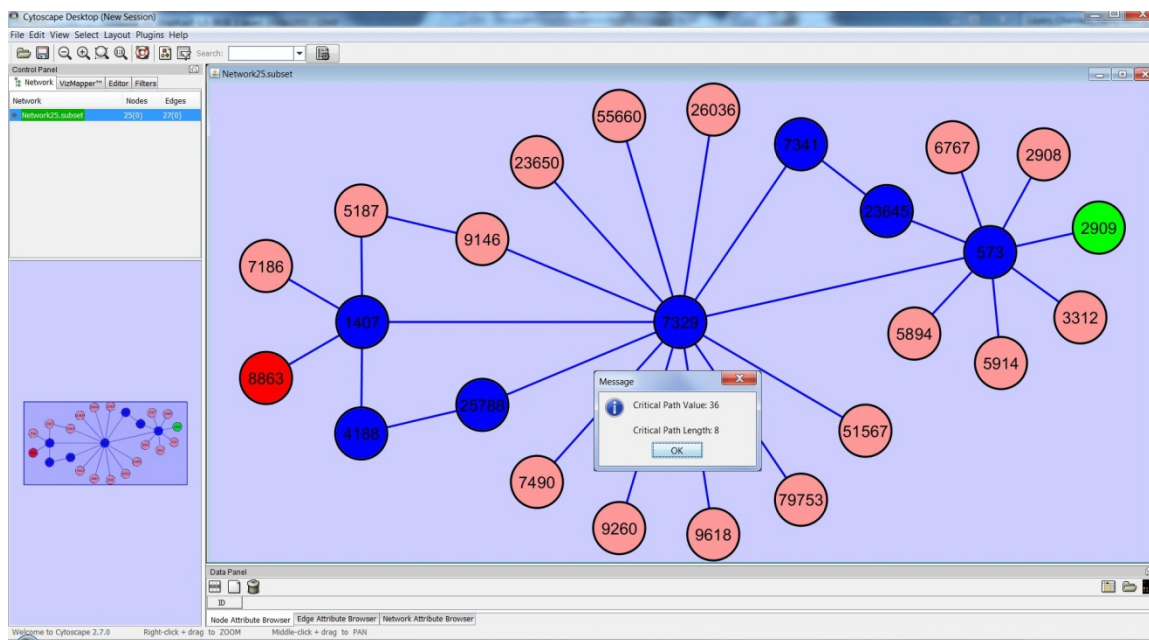 Cytoscape Desktop (New Session)
File Edit View Select Layout Plugins Help
Search:
Control Panel
Network VizMapper™ Editor Filters
Network Nodes Edges
Network25.subset 25(0) 27(0)
Network25.subset
26036
55660
7341
6767
2908
23650
5187
23645
2909
9146
573
7186
1407
7329
3312
5894
5914
8863
Message
Critical Path Value: 36
Critical Path Length: 8
OK
25788
4188
51567
7490
79753
9260
9618
Data Panel
ID
Node Attribute Browser Edge Attribute Browser Network Attribute Browser
Welcome to Cytoscape 2.7.0 Right-click + drag to ZOOM Middle-click + drag to PAN